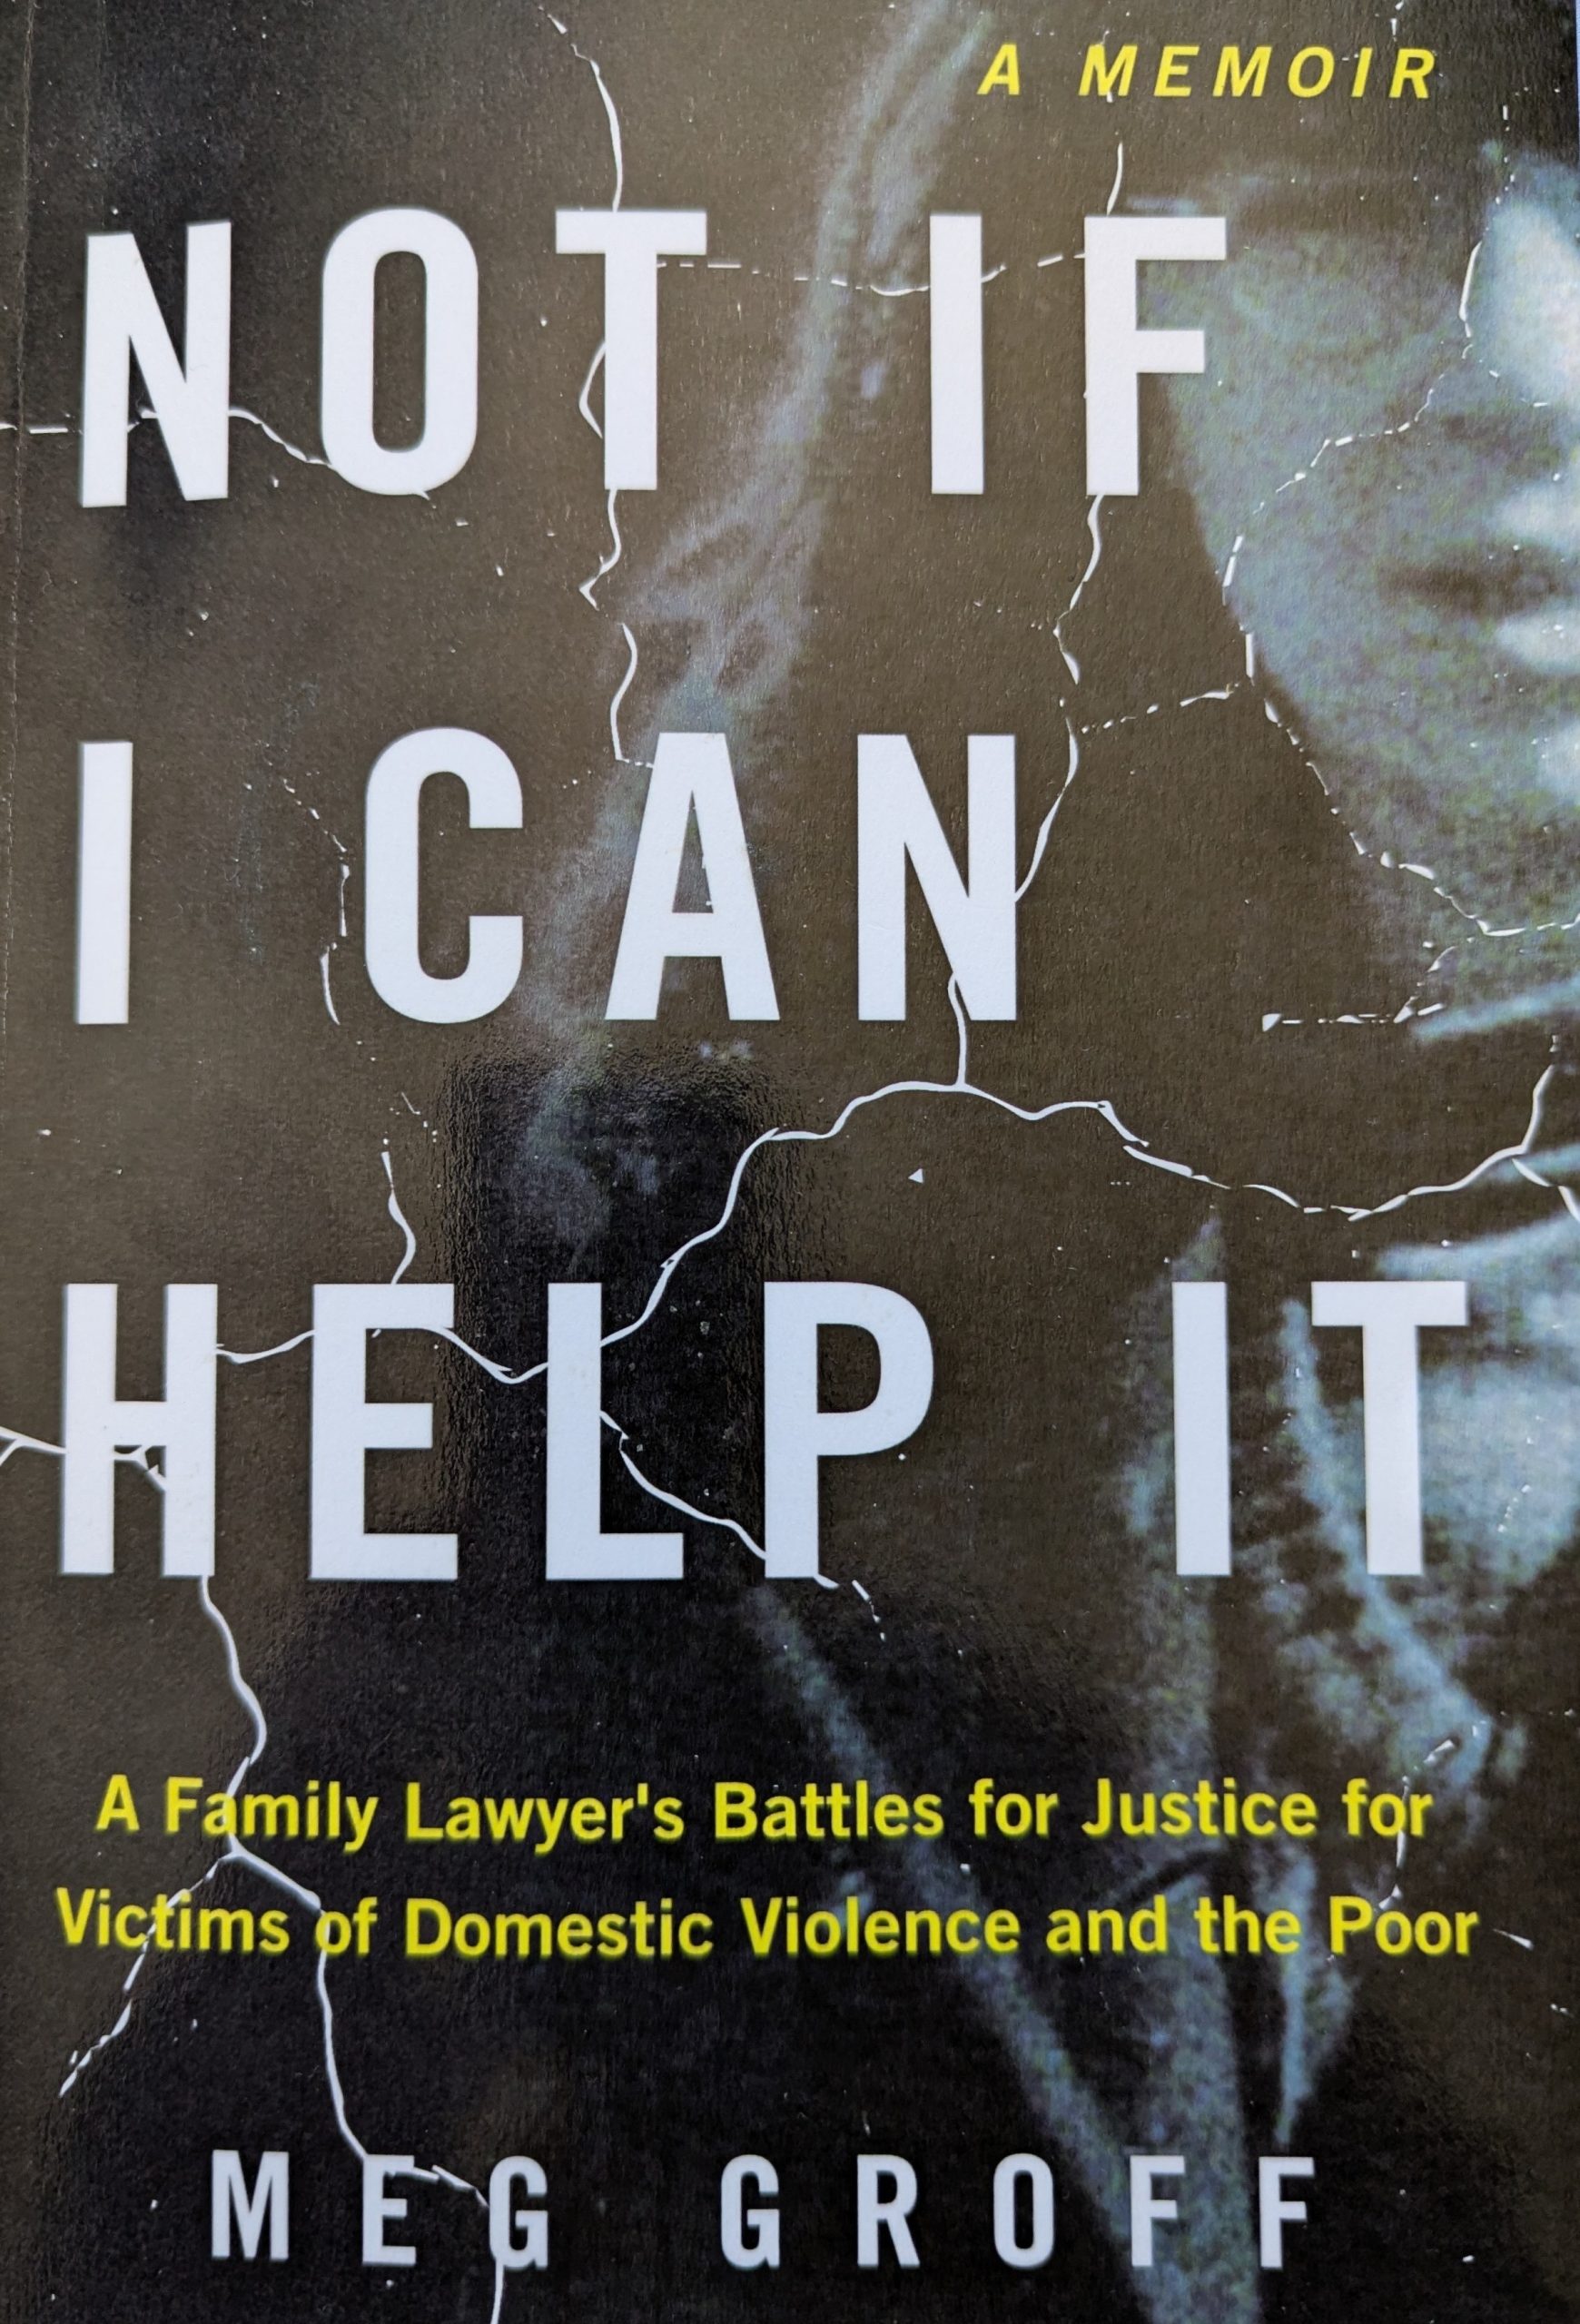 A MEMOIR
NOT IF
I CAN
HELP IT
A Family Lawyer's Battles for Justice for
Victims of Domestic Violence and the Poor
MEG GROFF